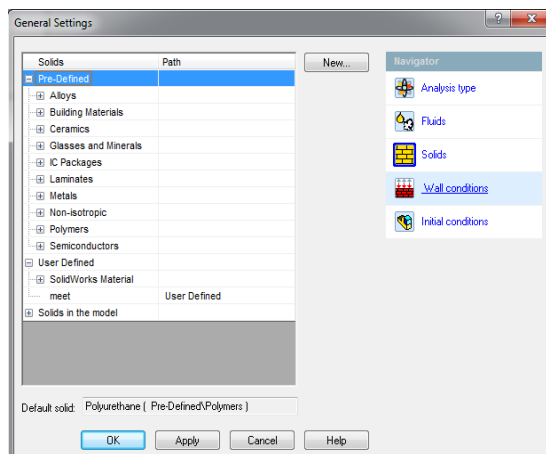 General Settings
Solids Path
Pre-Defined
Alloys
Building Materials
Ceramics
Glasses and Minerals
IC Packages
Laminates
Metals
Non-isotropic
Polymers
Semiconductors
User Defined
SolidWorks Material
meet User Defined
Solids in the model
New...
Navigator
Analysis type
Fluids
Solids
Wall conditions
Initial conditions
Default solid: Polyurethane ( Pre-Defined\Polymers )
OK Apply Cancel Help